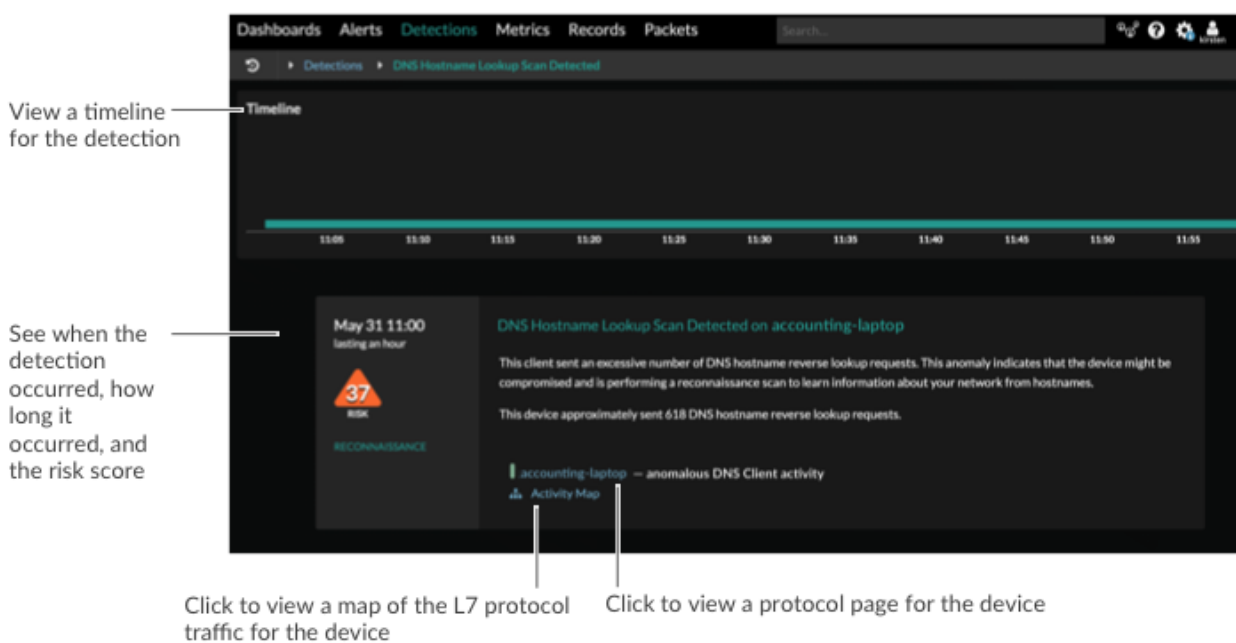 Dashboards Alerts Detections Metrics Records Packets Search...
kirsten
Detections DNS Hostname Lookup Scan Detected
View a timeline
for the detection
Timeline
11:05 11:10 11:15 11:20 11:25 11:30 11:35 11:40 11:45 11:50 11:55
See when the
detection
occurred, how
long it
occurred, and
the risk score
May 31 11:00
lasting an hour
37
RISK
RECONNAISSANCE
DNS Hostname Lookup Scan Detected on accounting-laptop
This client sent an excessive number of DNS hostname reverse lookup requests. This anomaly indicates that the device might be
compromised and is performing a reconnaissance scan to learn information about your network from hostnames.
This device approximately sent 618 DNS hostname reverse lookup requests.
accounting-laptop — anomalous DNS Client activity
Activity Map
Click to view a map of the L7 protocol
traffic for the device
Click to view a protocol page for the device